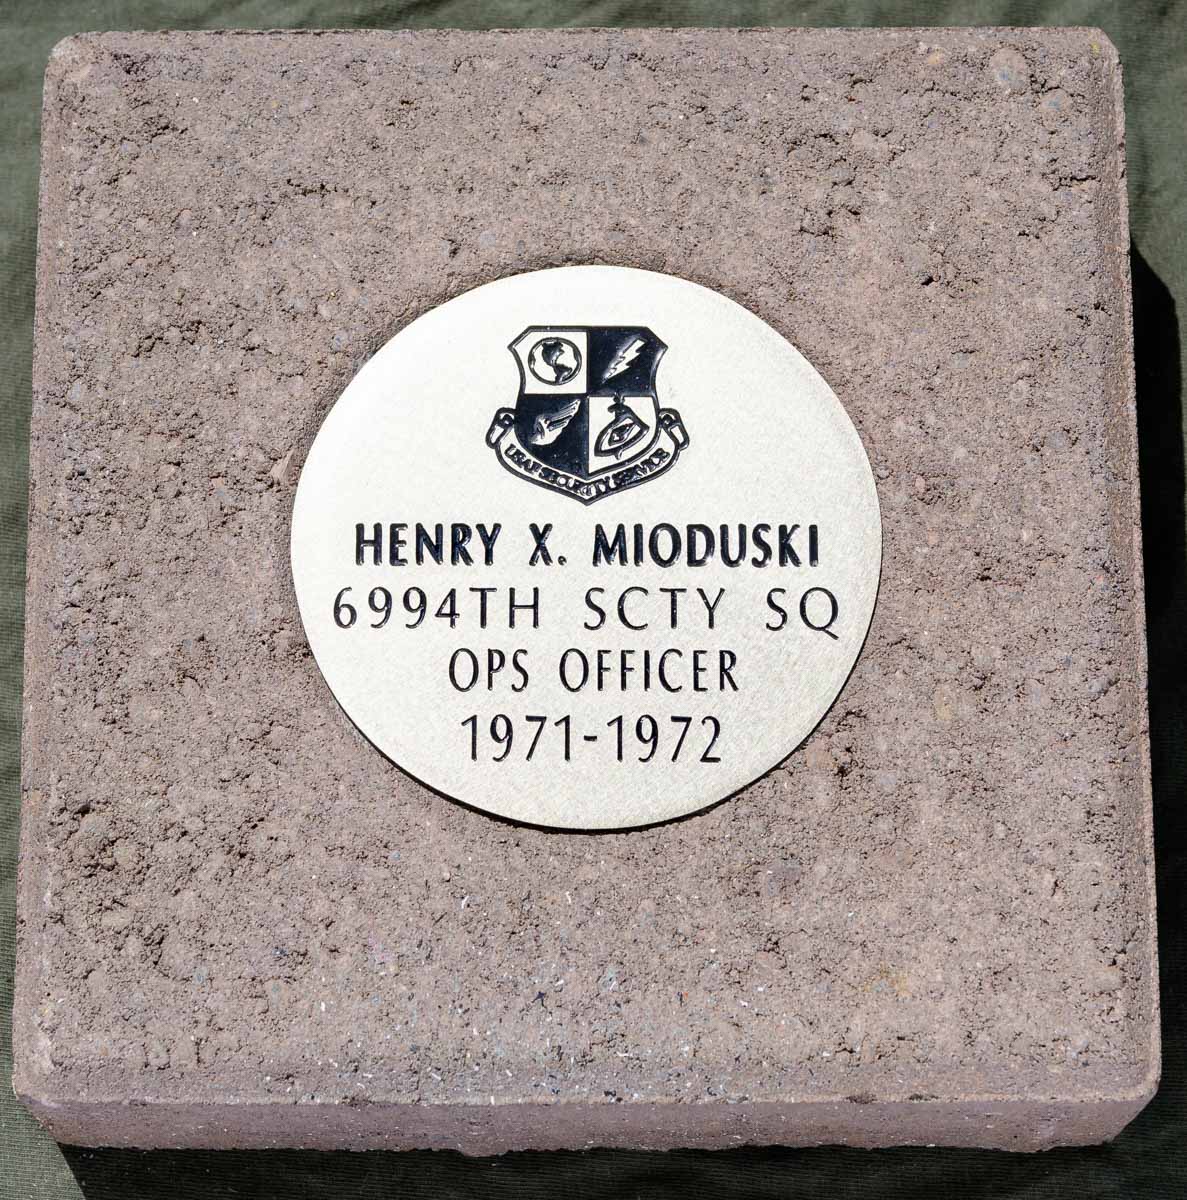 USAF SECURITY SERVICE
HENRY X. MIODUSKI
6994TH SCTY SQ
OPS OFFICER
1971-1972